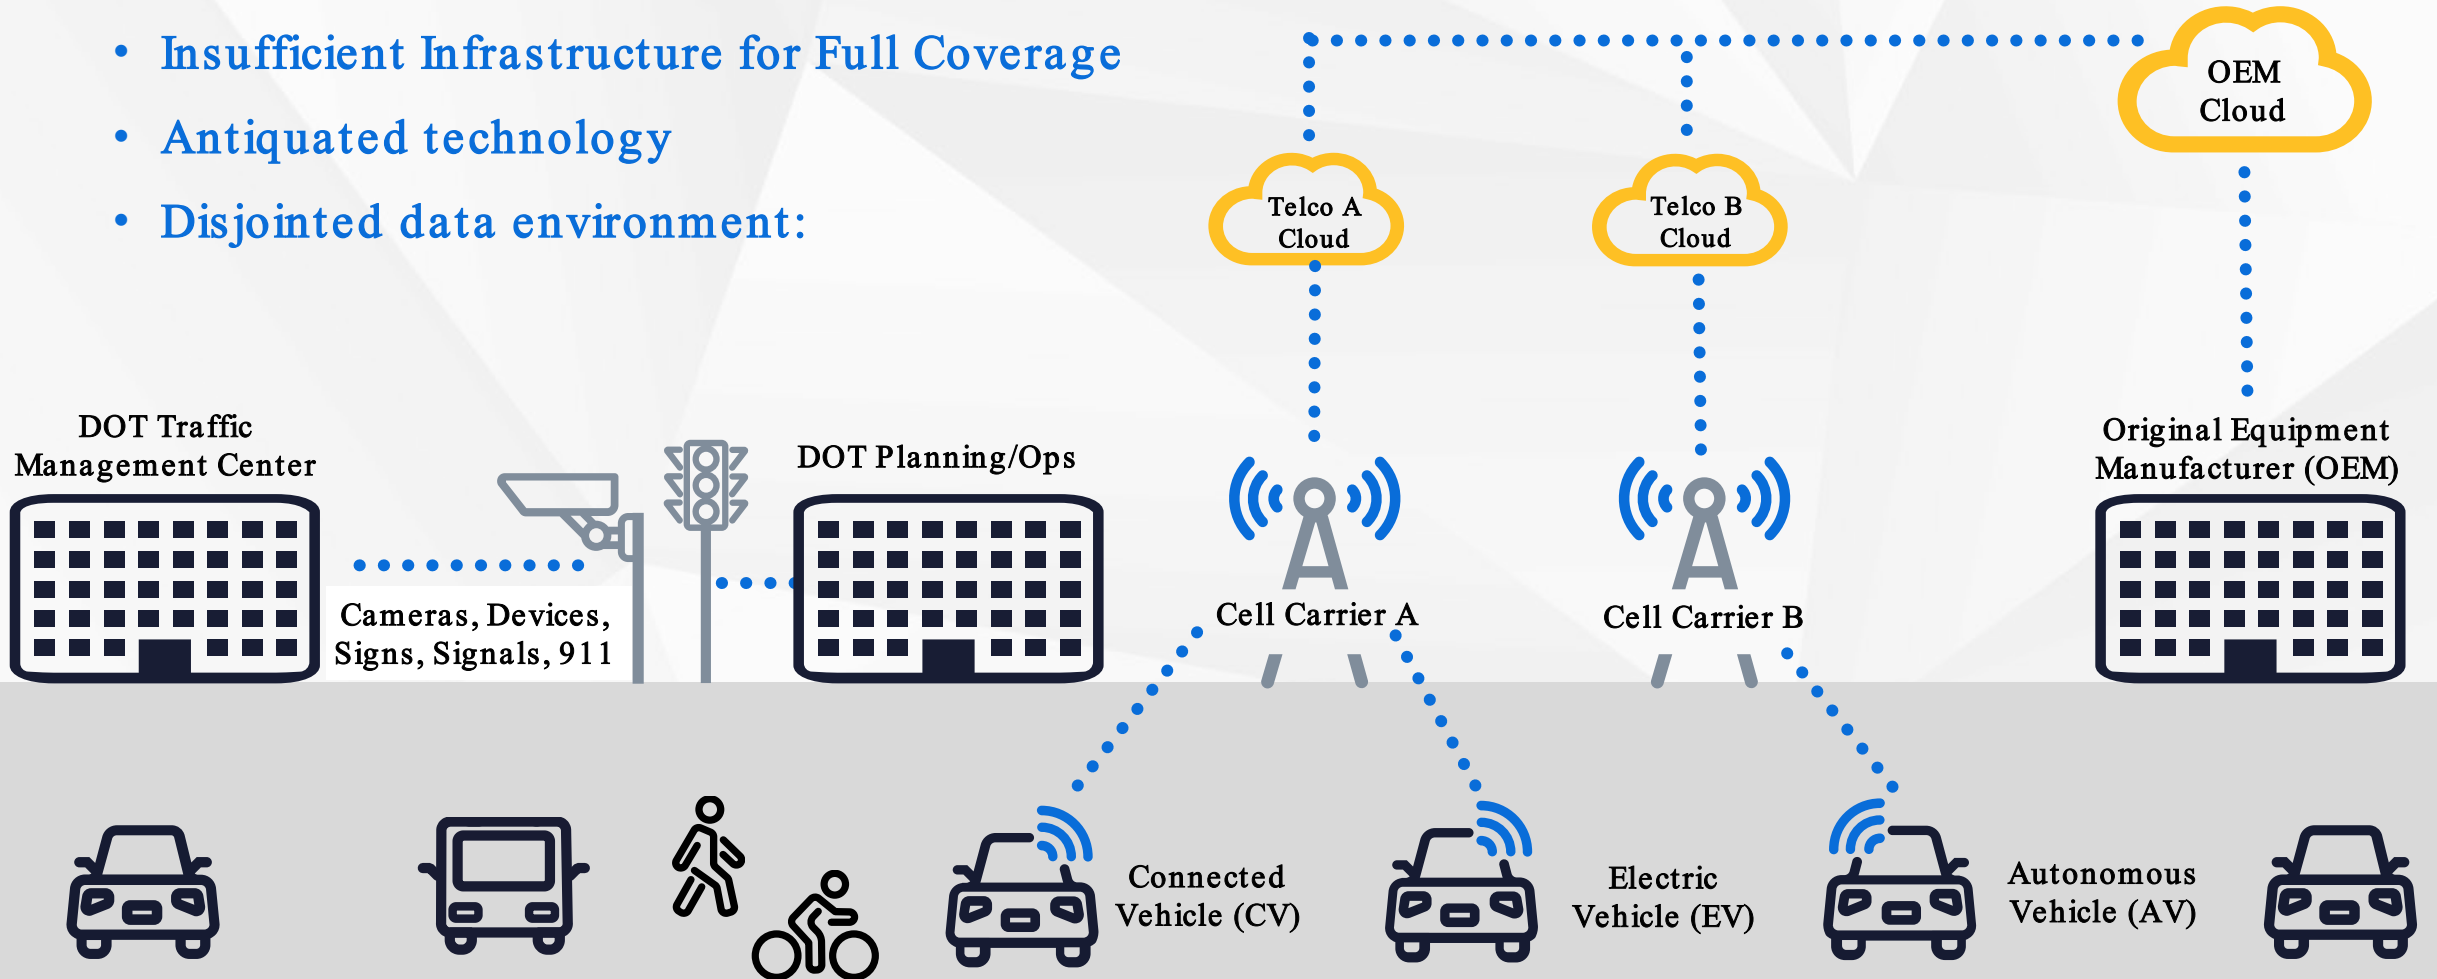 • Insufficient Infrastructure for Full Coverage
• Antiquated technology
• Disjointed data environment:
OEM
Cloud
Telco A
Cloud
Telco B
Cloud
DOT Traffic
Management Center
Cameras, Devices,
Signs, Signals, 911
DOT Planning/Ops
Cell Carrier A
Cell Carrier B
Original Equipment
Manufacturer (OEM)
Connected
Vehicle (CV)
Electric
Vehicle (EV)
Autonomous
Vehicle (AV)